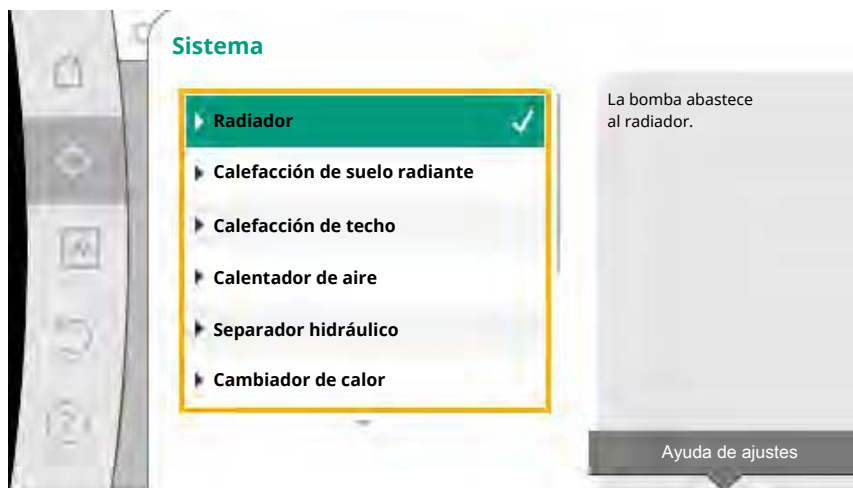 Sistema
Radiador
Calefacción de suelo radiante
Calefacción de techo
Calentador de aire
Separador hidráulico
Cambiador de calor
La bomba abastece
al radiador.
Ayuda de ajustes